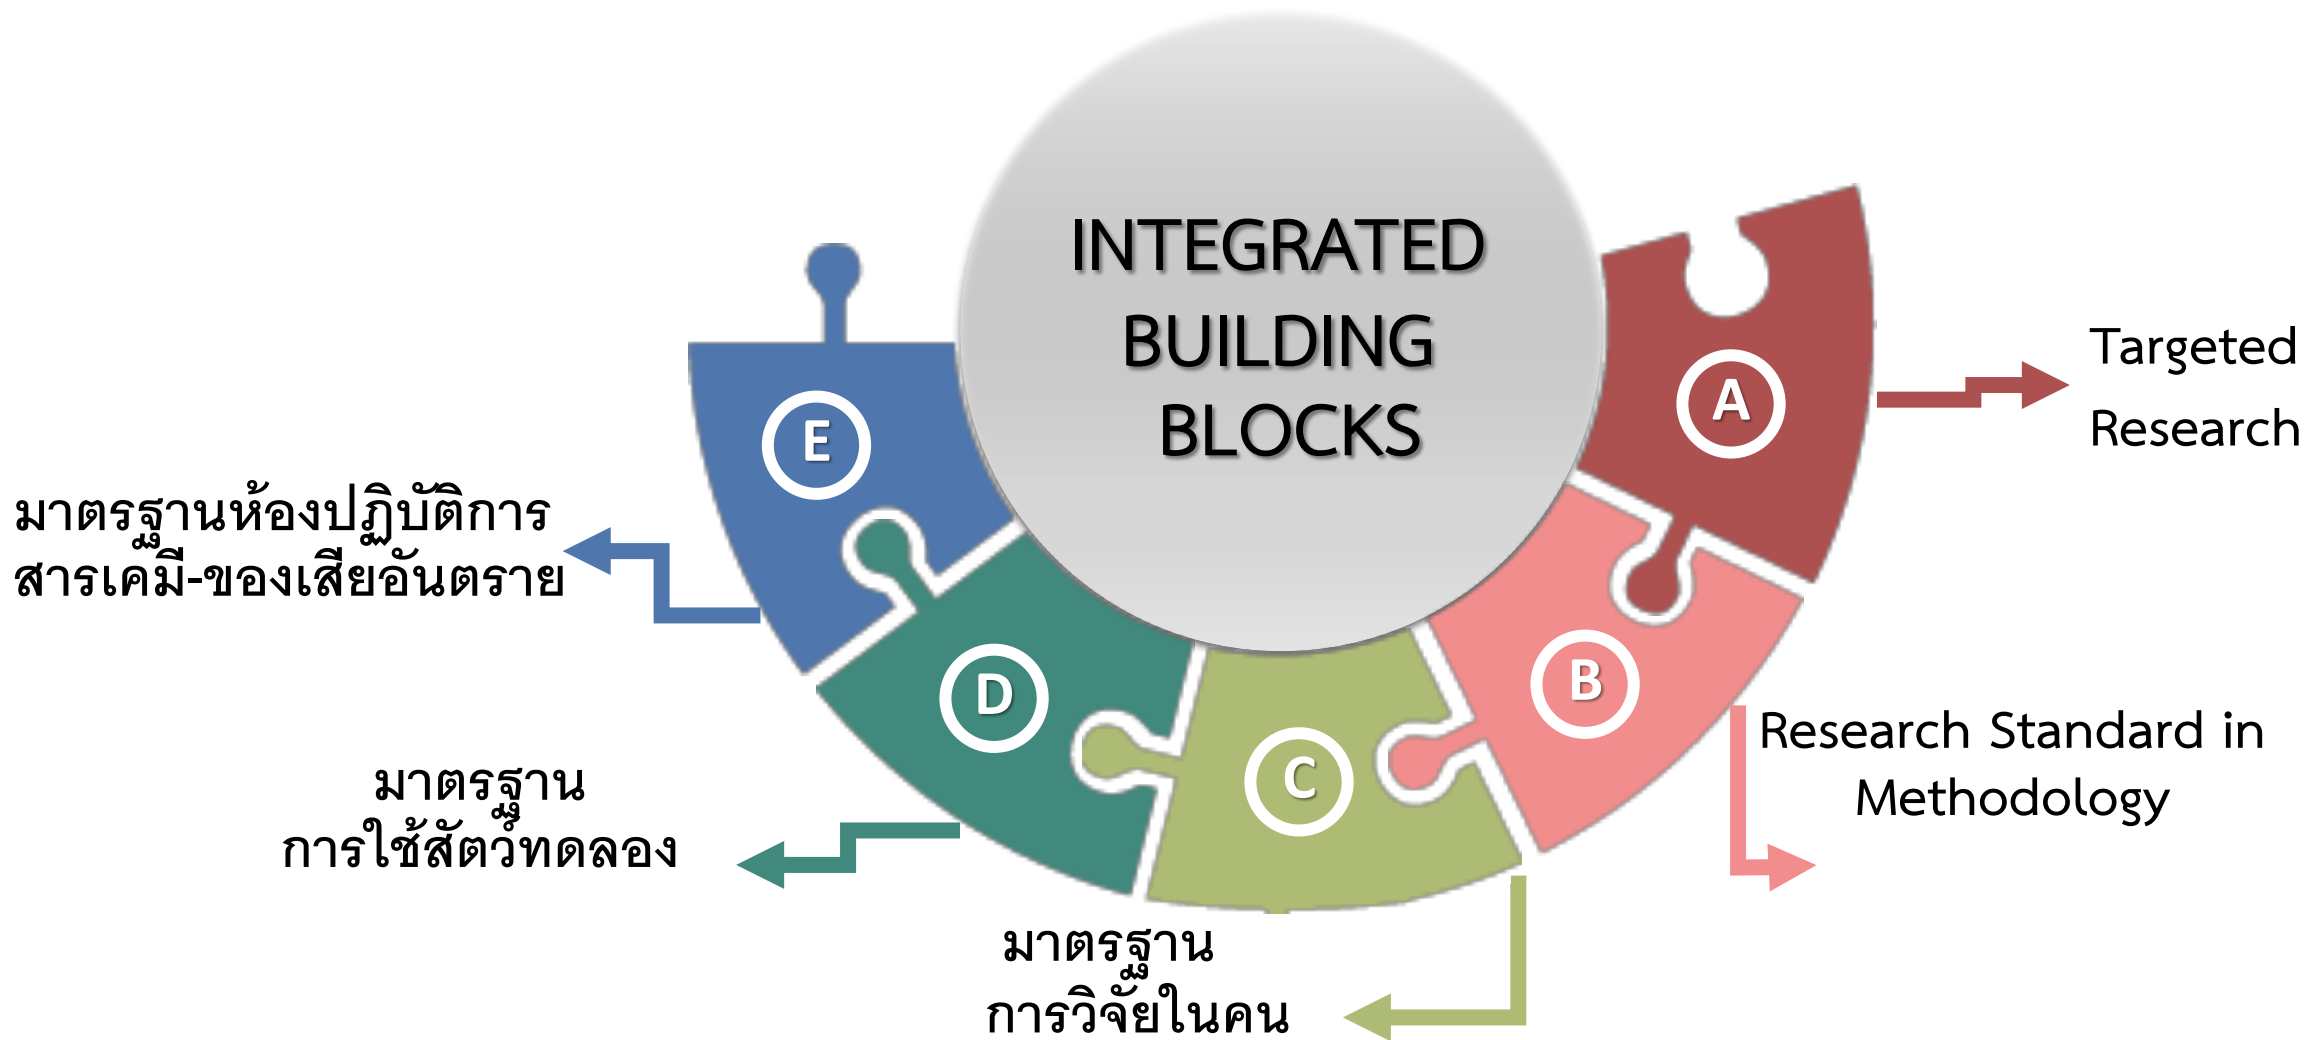 INTEGRATED
BUILDING
BLOCKS
A
Targeted
Research
B
Research Standard in
Methodology
C
มาตรฐาน
การวิจัยในคน
D
มาตรฐาน
การใช้สัตว์ทดลอง
E
มาตรฐานห้องปฏิบัติการ
สารเคมี-ของเสียอันตราย